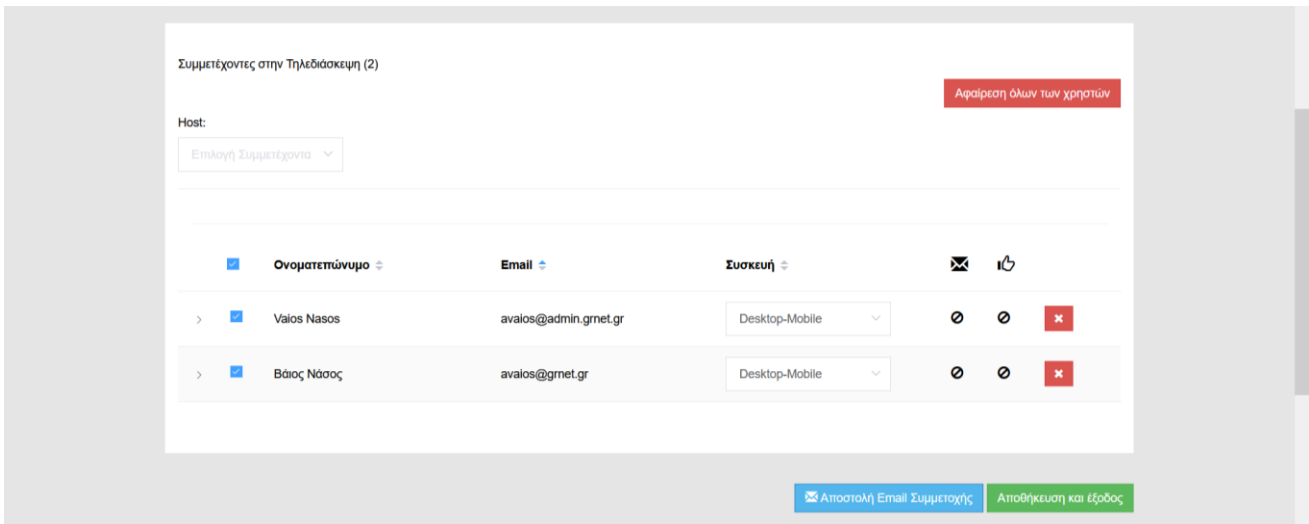 Συμμετέχοντες στην Τηλεδιάσκεψη (2)
Αφαίρεση όλων των χρηστών
Host:
Επιλογή Συμμετέχοντα
Ονοματεπώνυμο Email Συσκευή
Vaios Nasos avaios@admin.grnet.gr Desktop-Mobile
Βάιος Νάσος avaios@grnet.gr Desktop-Mobile
Αποστολή Email Συμμετοχής Αποθήκευση και έξοδος